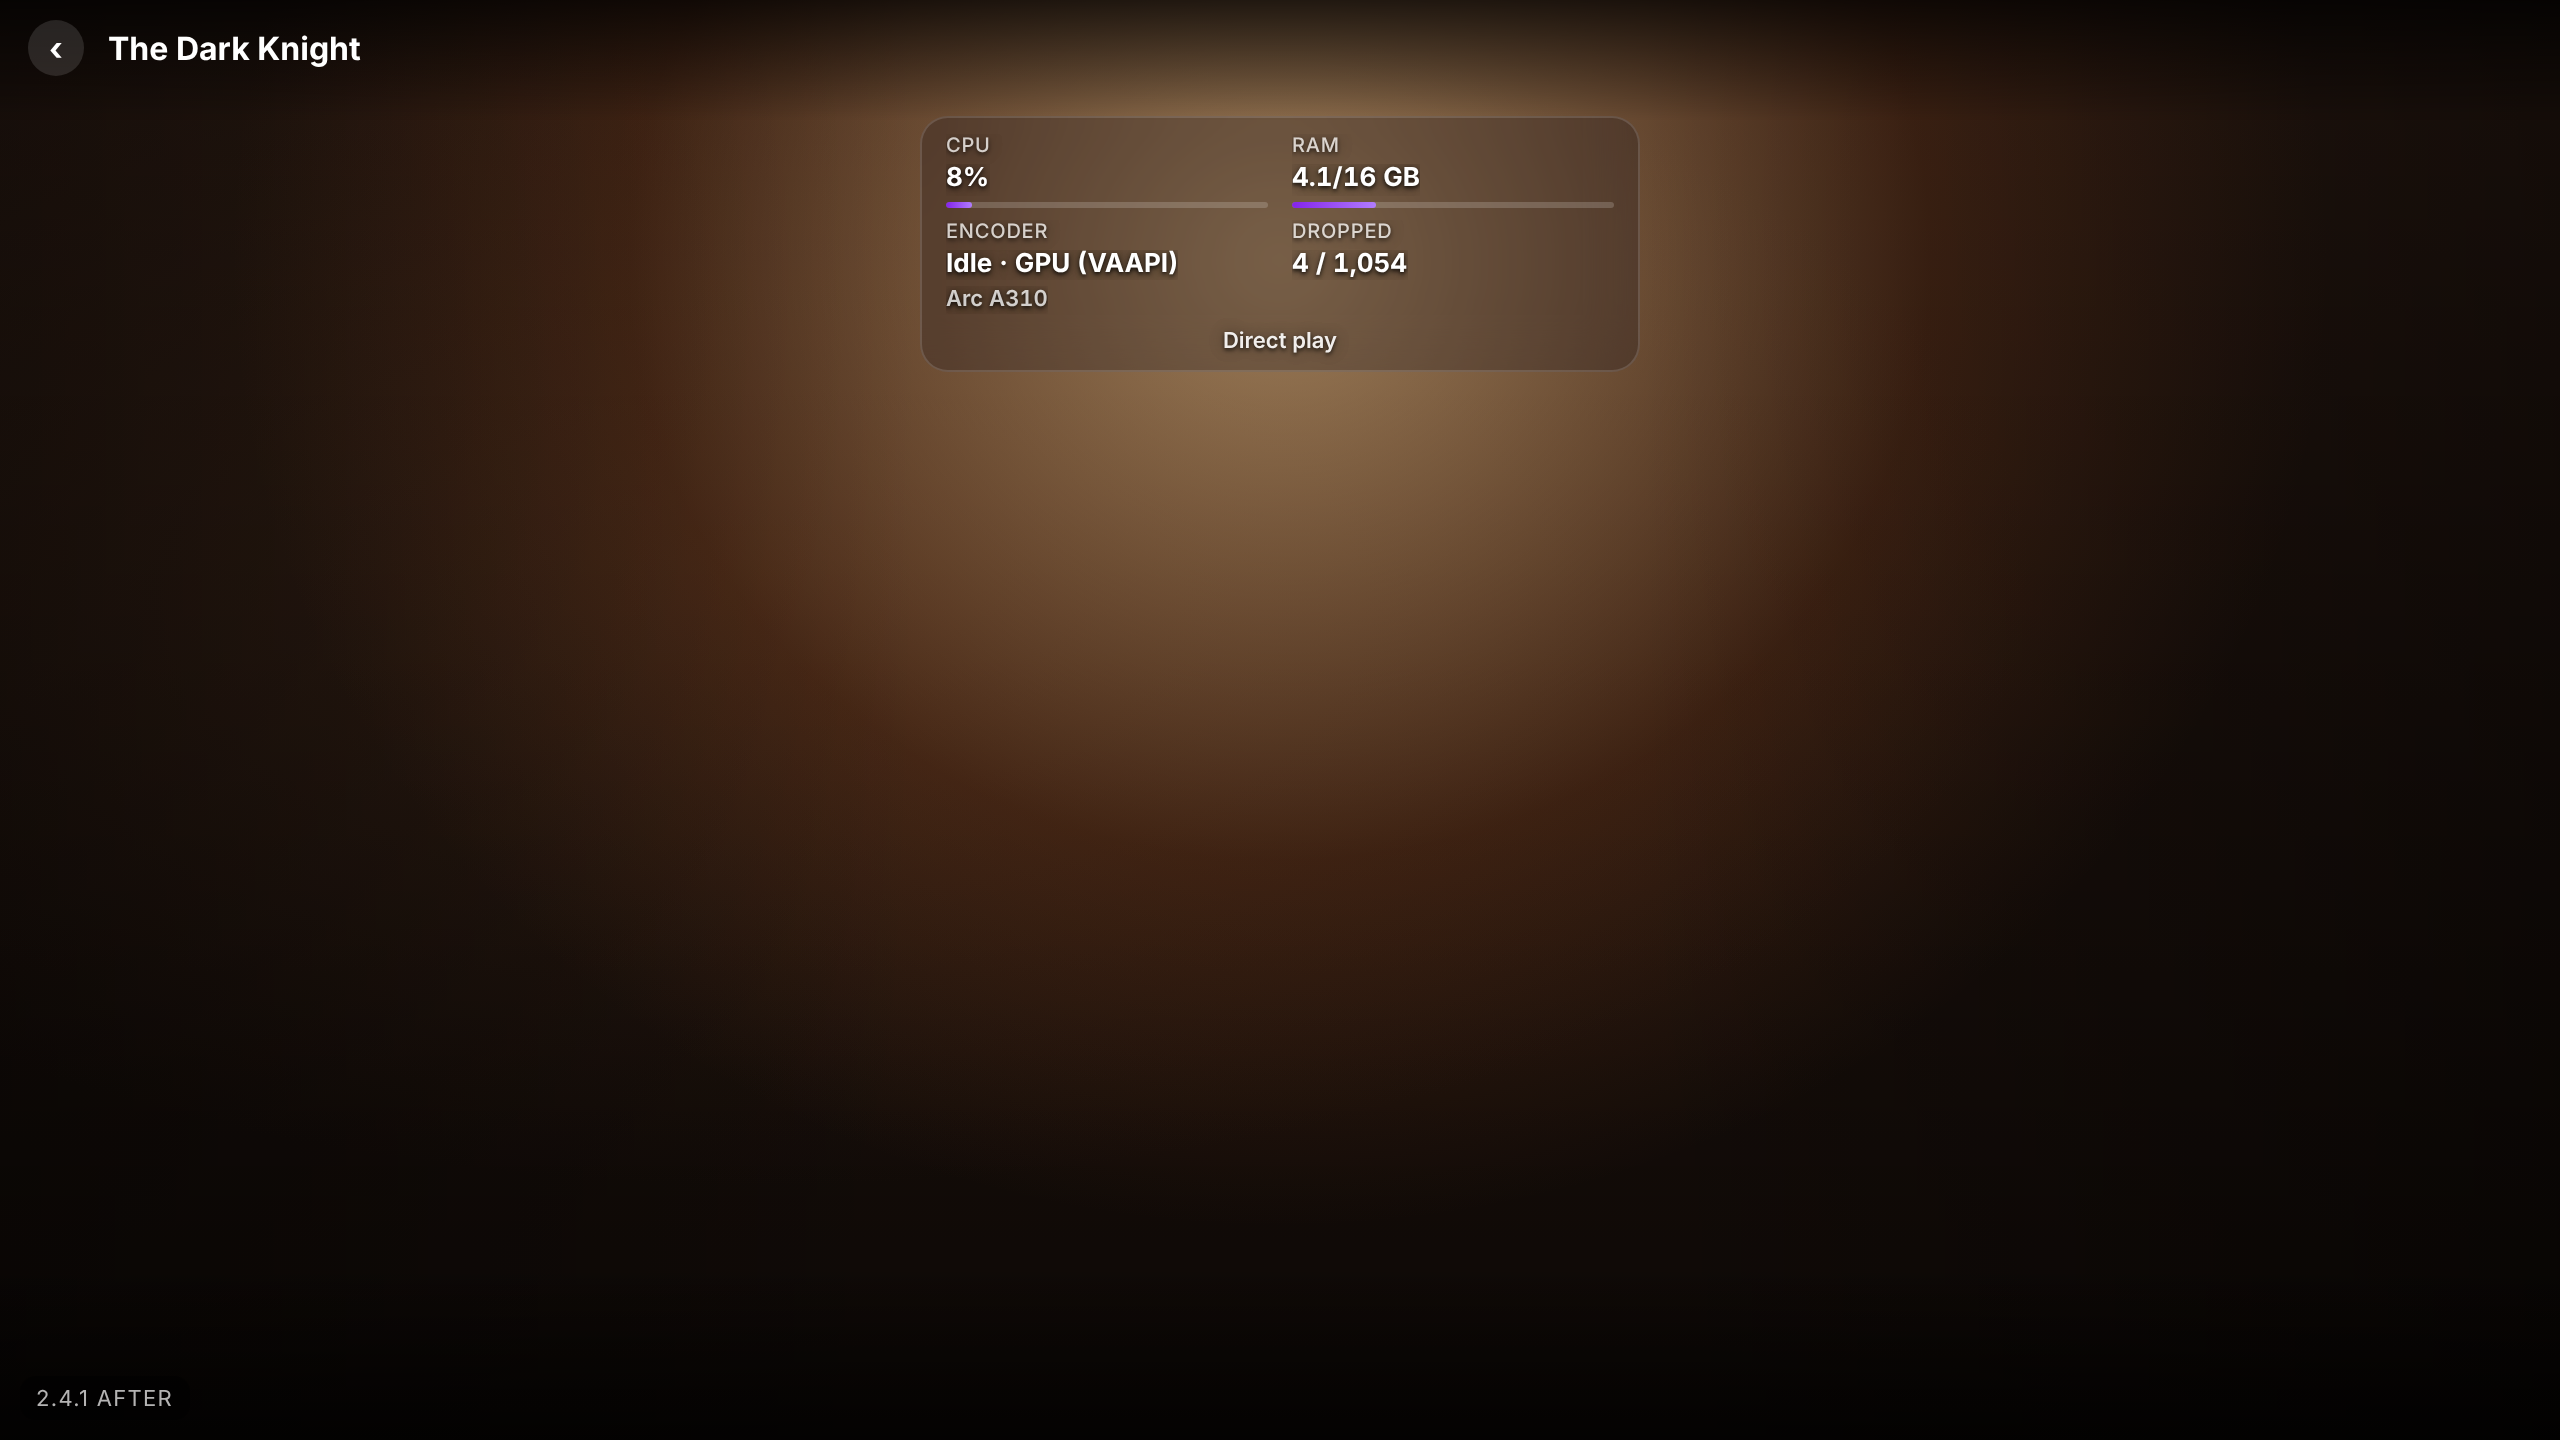 ‹ The Dark Knight
CPU
8%
RAM
4.1/16 GB
ENCODER
Idle · GPU (VAAPI)
Arc A310
DROPPED
4 / 1,054
Direct play
2.4.1 AFTER